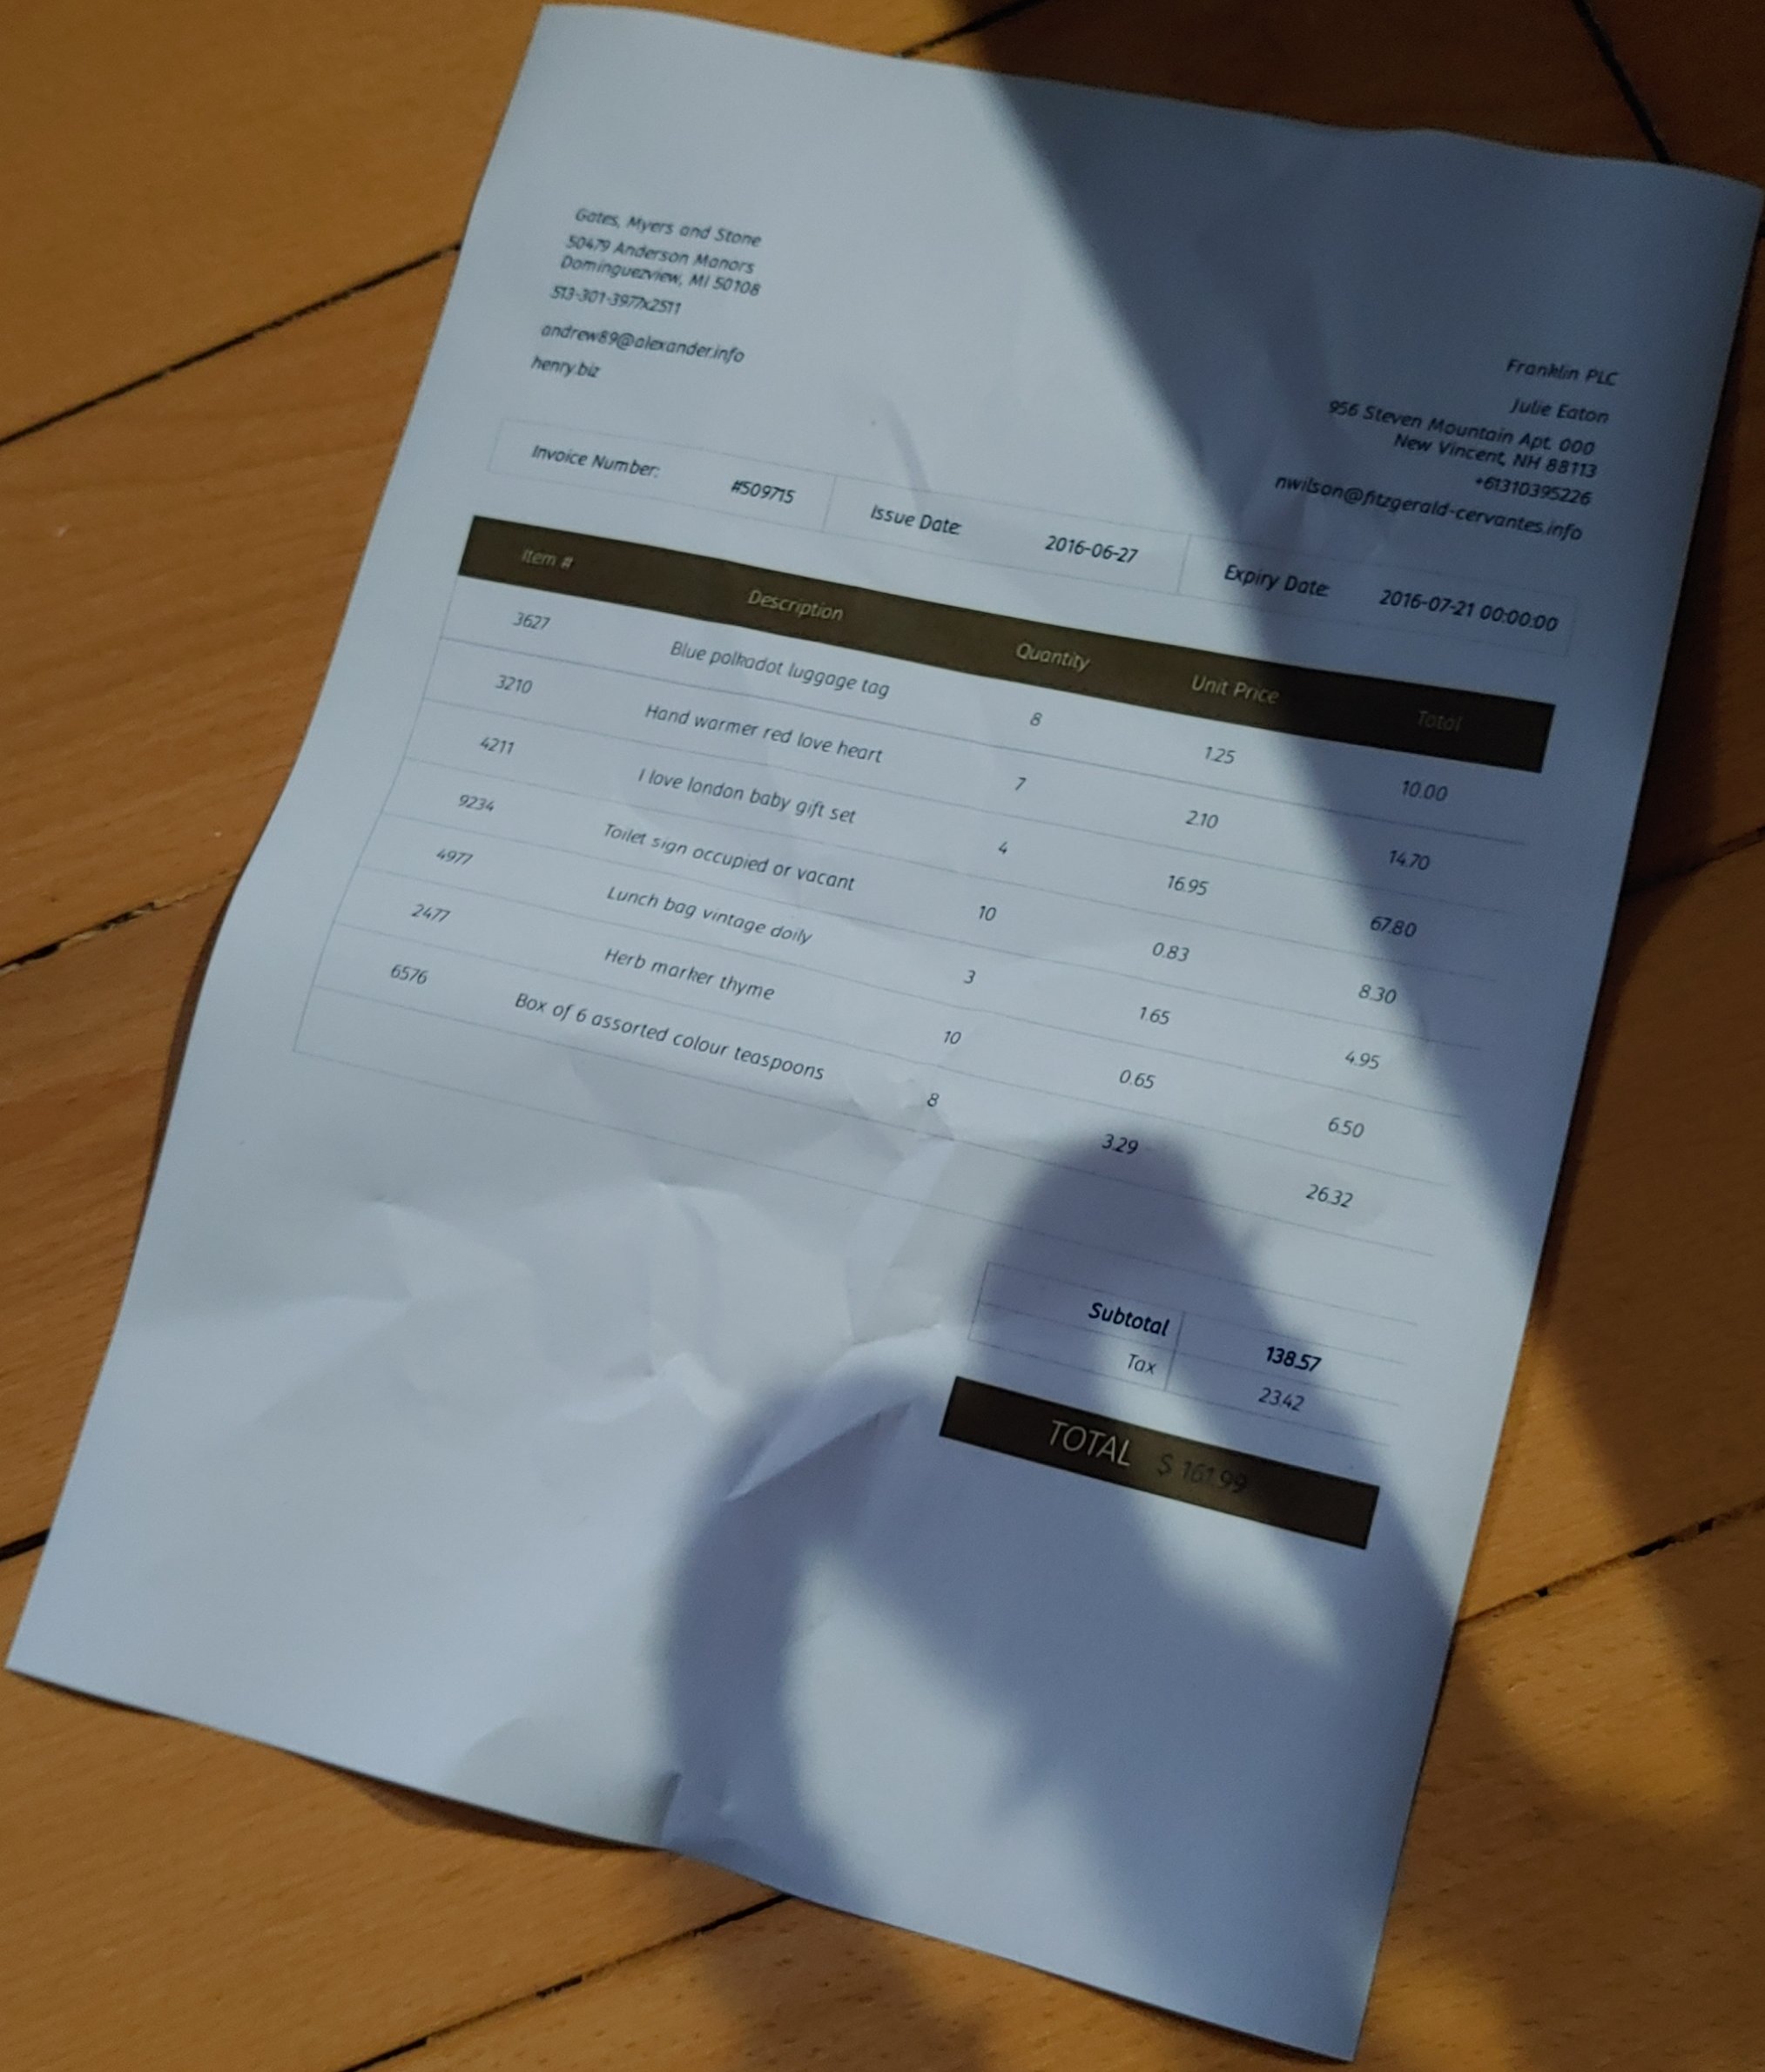 Gates, Myers and Stone
50479 Anderson Manors
Dominguezview, MI 50108
513-301-3977x2511
andrew89@alexander.info
henry.biz
Franklin PLC
Julie Eaton
956 Steven Mountain Apt. 000
New Vincent, NH 88113
+61310395226
nwilson@fitzgerald-cervantes.info
Invoice Number: #509715 Issue Date: 2016-06-27 Expiry Date: 2016-07-21 00:00:00
Item # Description Quantity Unit Price Total
3627 Blue polkadot luggage tag 8 1.25 10.00
3210 Hand warmer red love heart 7 2.10 14.70
4211 I love london baby gift set 4 16.95 67.80
9234 Toilet sign occupied or vacant 10 0.83 8.30
4977 Lunch bag vintage doily 3 1.65 4.95
2477 Herb marker thyme 10 0.65 6.50
6576 Box of 6 assorted colour teaspoons 8 3.29 26.32
Subtotal 138.57
Tax 23.42
TOTAL $ 161.99